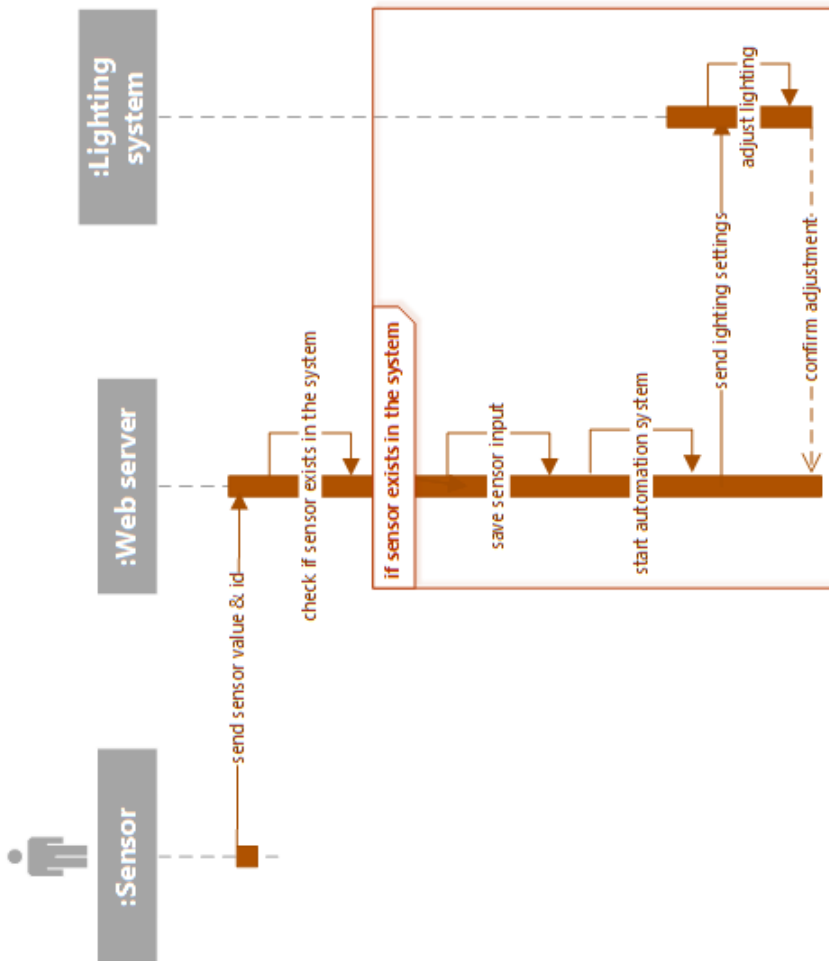 :Sensor
:Web server
:Lighting
system
send sensor value & id
check if sensor exists in the system
if sensor exists in the system
save sensor input
start automation system
send ighting settings
adjust lighting
confirm adjustment